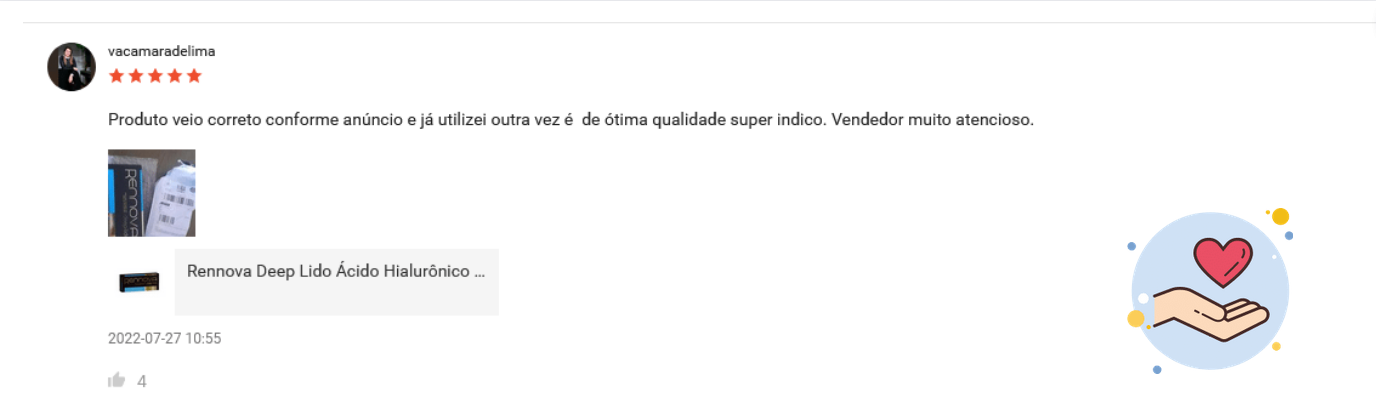 vacamaradelima
Produto veio correto conforme anúncio e já utilizei outra vez é  de ótima qualidade super indico. Vendedor muito atencioso.
RENNOVA
Rennova Deep Lido Ácido Hialurônico ...
2022-07-27 10:55
4